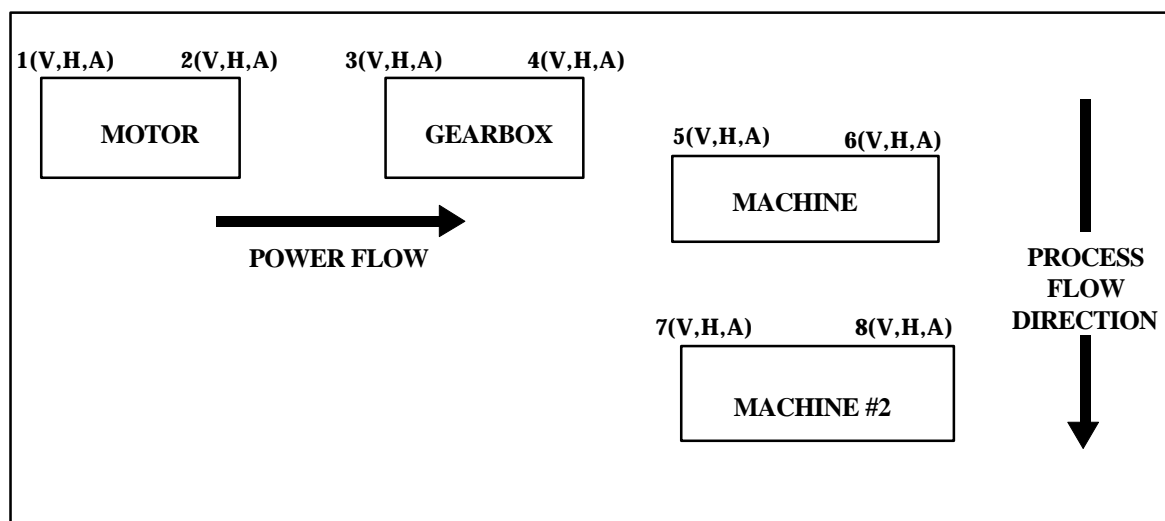 1(V,H,A) 2(V,H,A) 3(V,H,A) 4(V,H,A)
MOTOR
GEARBOX
5(V,H,A) 6(V,H,A)
MACHINE
POWER FLOW
PROCESS
FLOW
DIRECTION
7(V,H,A) 8(V,H,A)
MACHINE #2